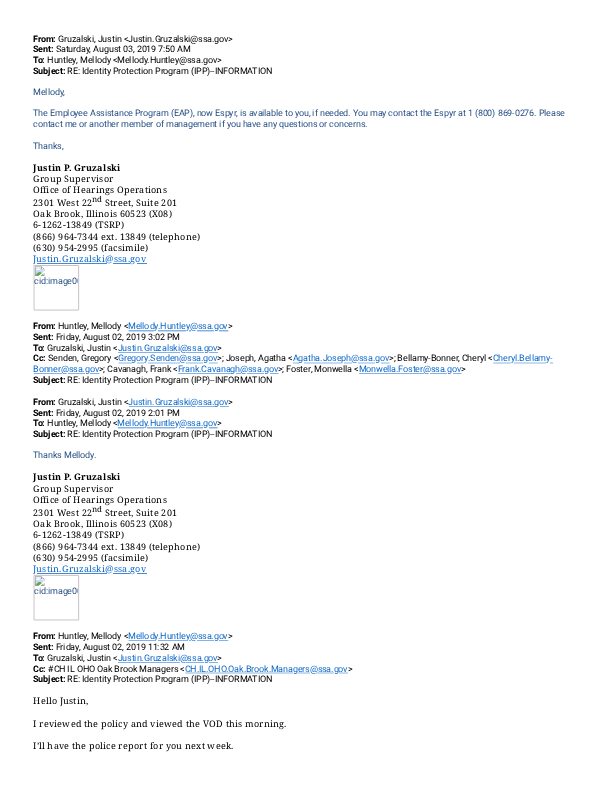 From: Gruzalski, Justin <Justin.Gruzalski@ssa.gov>
Sent: Saturday, August 03, 2019 7:50 AM
To: Huntley, Mellody <Mellody.Huntley@ssa.gov>
Subject: RE: Identity Protection Program (IPP)--INFORMATION
Mellody,
The Employee Assistance Program (EAP), now Espyr, is available to you, if needed. You may contact the Espyr at 1 (800) 869-0276. Please
contact me or another member of management if you have any questions or concerns.
Thanks,
Justin P. Gruzalski
Group Supervisor
Office of Hearings Operations
2301 West 22nd Street, Suite 201
Oak Brook, Illinois 60523 (X08)
6-1262-13849 (TSRP)
(866) 964-7344 ext. 13849 (telephone)
(630) 954-2995 (facsimile)
Justin.Gruzalski@ssa.gov
cid:image0
From: Huntley, Mellody <Mellody.Huntley@ssa.gov>
Sent: Friday, August 02, 2019 3:02 PM
To: Gruzalski, Justin <Justin.Gruzalski@ssa.gov>
Cc: Senden, Gregory <Gregory.Senden@ssa.gov>; Joseph, Agatha <Agatha.Joseph@ssa.gov>; Bellamy-Bonner, Cheryl <Cheryl.Bellamy-
Bonner@ssa.gov>; Cavanagh, Frank <Frank.Cavanagh@ssa.gov>; Foster, Monwella <Monwella.Foster@ssa.gov>
Subject: RE: Identity Protection Program (IPP)--INFORMATION
From: Gruzalski, Justin <Justin.Gruzalski@ssa.gov>
Sent: Friday, August 02, 2019 2:01 PM
To: Huntley, Mellody <Mellody.Huntley@ssa.gov>
Subject: RE: Identity Protection Program (IPP)--INFORMATION
Thanks Mellody.
Justin P. Gruzalski
Group Supervisor
Office of Hearings Operations
2301 West 22nd Street, Suite 201
Oak Brook, Illinois 60523 (X08)
6-1262-13849 (TSRP)
(866) 964-7344 ext. 13849 (telephone)
(630) 954-2995 (facsimile)
Justin.Gruzalski@ssa.gov
cid:image0
From: Huntley, Mellody <Mellody.Huntley@ssa.gov>
Sent: Friday, August 02, 2019 11:32 AM
To: Gruzalski, Justin <Justin.Gruzalski@ssa.gov>
Cc: #CH IL OHO Oak Brook Managers <CH.IL.OHO.Oak.Brook.Managers@ssa.gov>
Subject: RE: Identity Protection Program (IPP)--INFORMATION
Hello Justin,
I reviewed the policy and viewed the VOD this morning.
I'll have the police report for you next week.